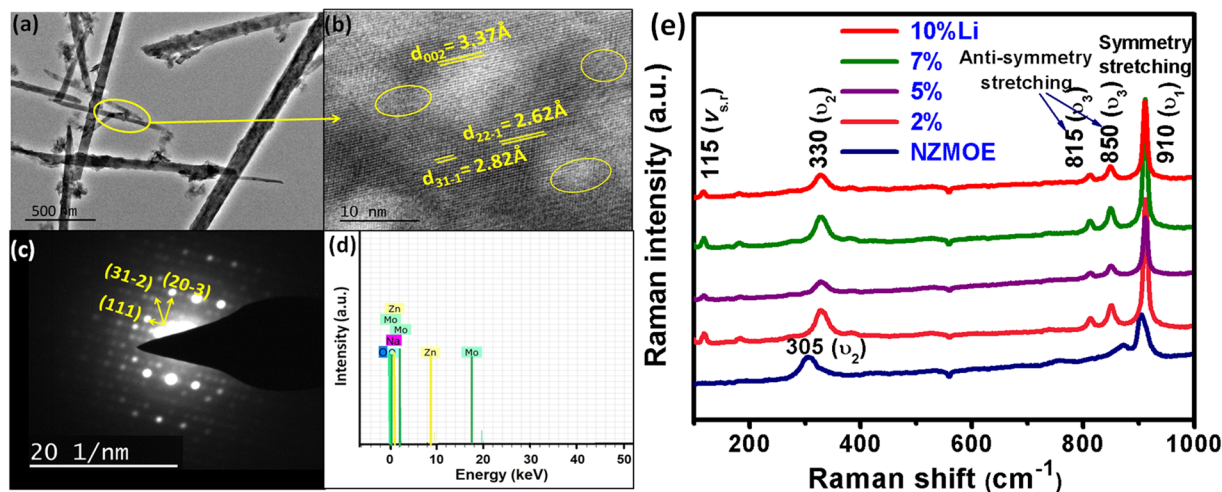 (a)
500 nm
(b)
d002= 3.37Å
d22-1= 2.62Å
d31-1= 2.82Å
10 nm
(c)
(31-2)
(20-3)
(111)
20 1/nm
(d)
Intensity (a.u.)
Zn
Mo
Mo
Na
O
Zn
Mo
0 10 20 30 40 50
Energy (keV)
(e)
10%Li
7%
5%
2%
NZMOE
Anti-symmetry
stretching
Symmetry
stretching
115 (νs.r)
330 (υ2)
815 (υ3)
850 (υ3)
910 (υ1)
305 (υ2)
Raman intensity (a.u.)
200 400 600 800 1000
Raman shift (cm-1)